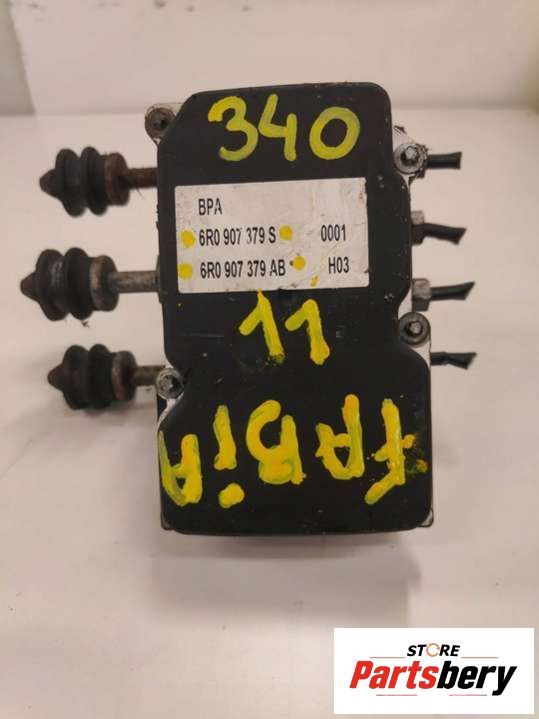 340
BPA
6R0 907 379 S 0001
6R0 907 379 AB H03
11
FABiA
STORE
Partsbery